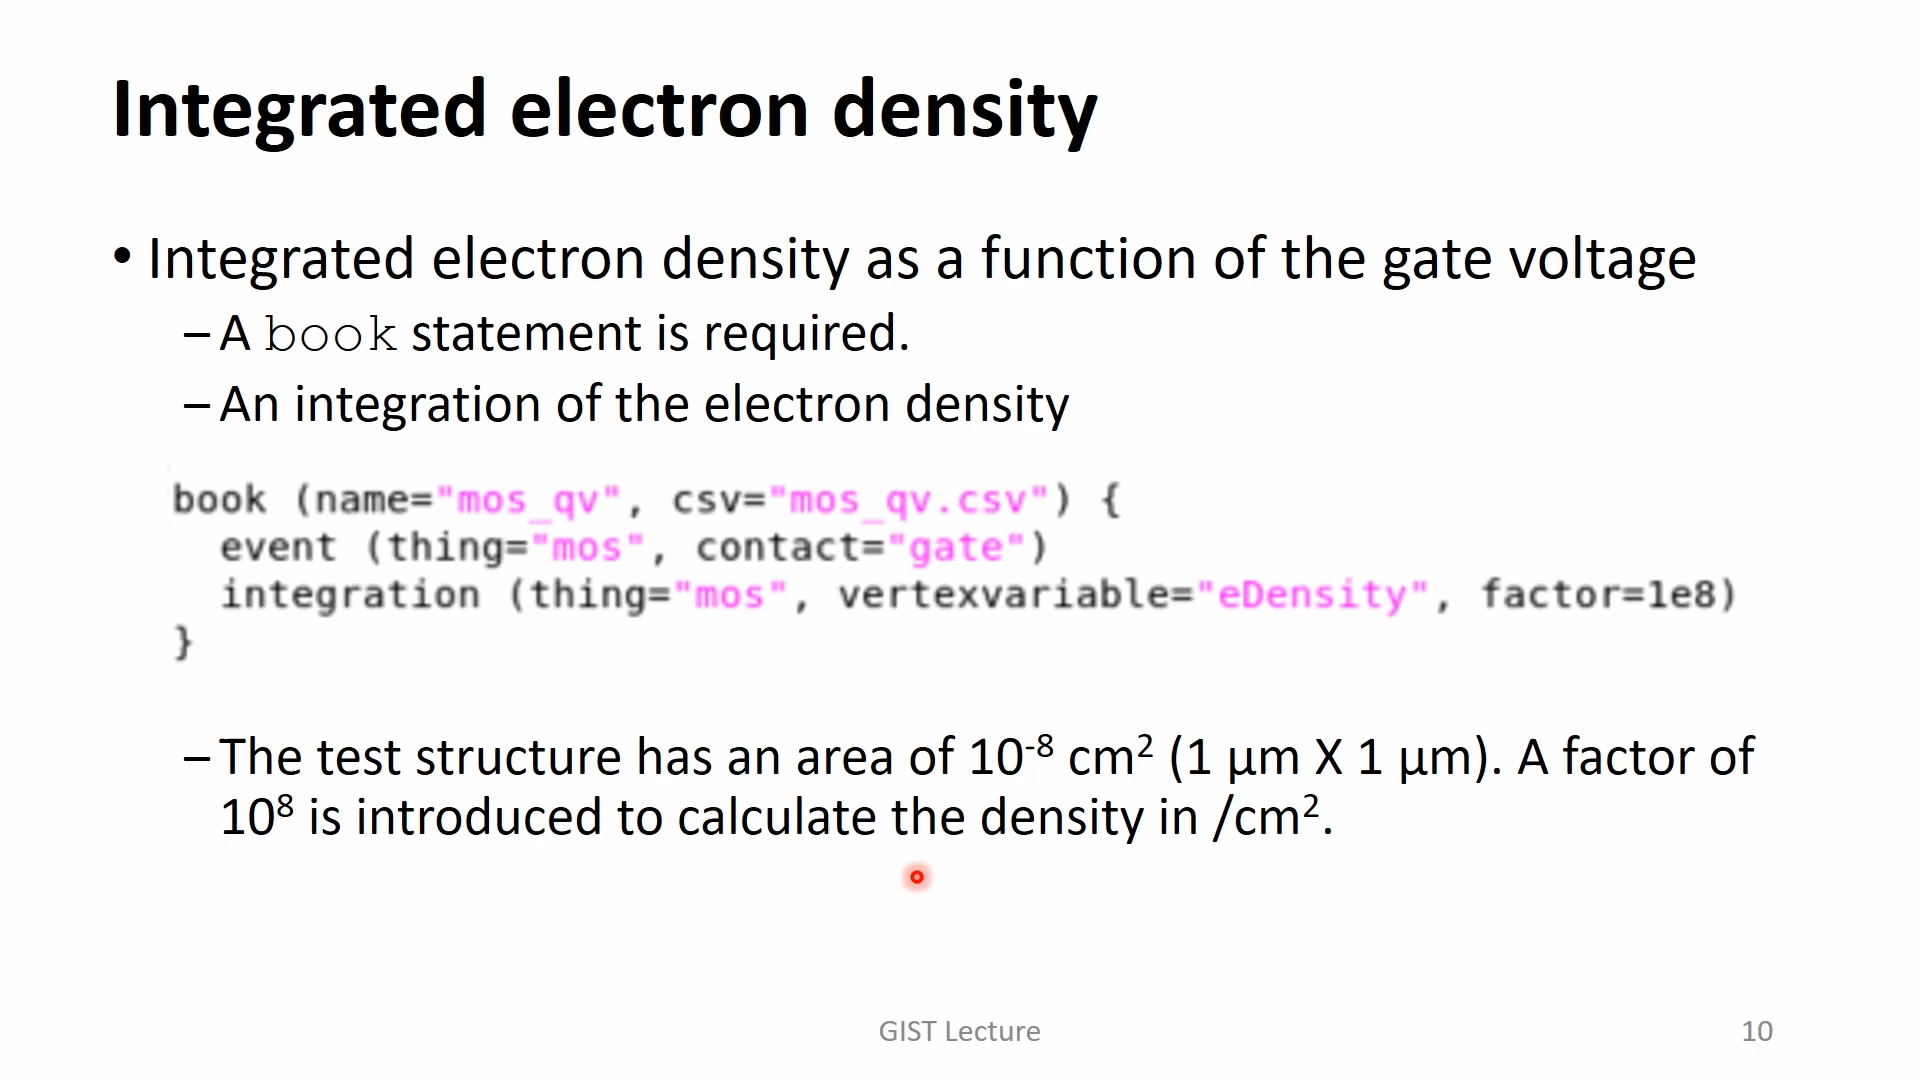 Integrated electron density
• Integrated electron density as a function of the gate voltage
– A book statement is required.
– An integration of the electron density
book (name="mos_qv", csv="mos_qv.csv") {
  event (thing="mos", contact="gate")
  integration (thing="mos", vertexvariable="eDensity", factor=1e8)
}
– The test structure has an area of 10⁻⁸ cm² (1 μm X 1 μm). A factor of
10⁸ is introduced to calculate the density in /cm².
GIST Lecture
10